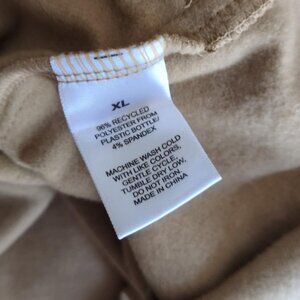 XL
96% RECYCLED
POLYESTER FROM
PLASTIC BOTTLE/
4% SPANDEX
MACHINE WASH COLD
WITH LIKE COLORS,
GENTLE CYCLE,
TUMBLE DRY LOW,
DO NOT IRON.
MADE IN CHINA